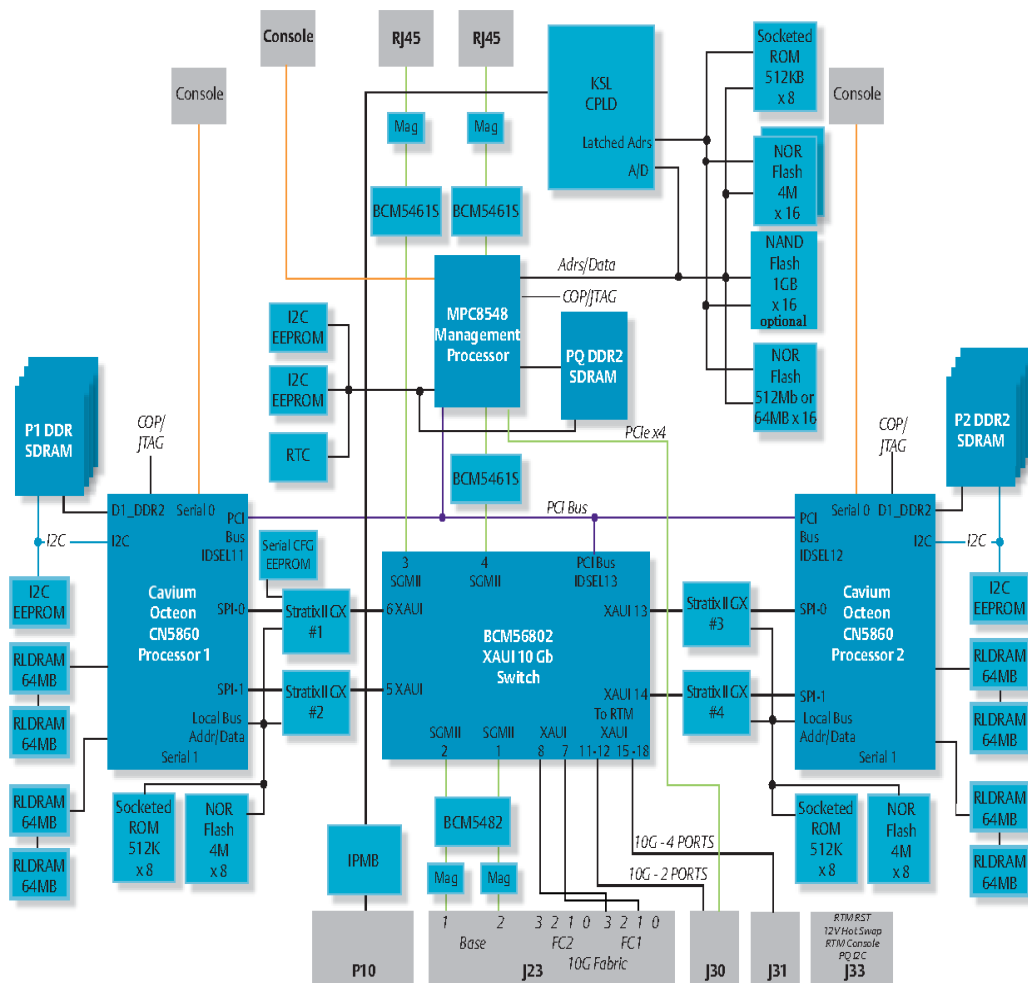 Console
RJ45
RJ45
Console
Mag
Mag
KSL
CPLD
Latched Adrs
A/D
Socketed
ROM
512KB
x 8
Console
BCM5461S
BCM5461S
NOR
Flash
4M
x 16
Adrs/Data
COP/JTAG
NAND
Flash
1GB
x 16
optional
MPC8548
Management
Processor
I2C
EEPROM
I2C
EEPROM
RTC
PQ DDR2
SDRAM
NOR
Flash
512Mb or
64MB x 16
PCIe x4
BCM5461S
P1 DDR
SDRAM
COP/
JTAG
P2 DDR2
SDRAM
COP/
JTAG
D1_DDR2
Serial 0
PCI
Bus
IDSEL11
I2C
I2C
PCI Bus
PCI
Bus
IDSEL12
Serial 0
D1_DDR2
I2C
I2C
I2C
EEPROM
Cavium
Octeon
CN5860
Processor 1
SPI-0
SPI-1
Local Bus
Addr/Data
Serial 1
Serial CFG
EEPROM
Stratix II GX
#1
Stratix II GX
#2
3
SGMII
4
SGMII
PCI Bus
IDSEL13
6 XAUI
XAUI 13
BCM56802
XAUI 10 Gb
Switch
5 XAUI
XAUI 14
To RTM
SGMII
2
SGMII
1
XAUI
8 7
XAUI
11-12 15-18
Stratix II GX
#3
Stratix II GX
#4
SPI-0
Cavium
Octeon
CN5860
Processor 2
SPI-1
Local Bus
Addr/Data
Serial 1
I2C
EEPROM
RLDRAM
64MB
RLDRAM
64MB
RLDRAM
64MB
RLDRAM
64MB
RLDRAM
64MB
RLDRAM
64MB
RLDRAM
64MB
RLDRAM
64MB
Socketed
ROM
512K
x 8
NOR
Flash
4M
x 8
IPMB
BCM5482
Mag
Mag
10G - 4 PORTS
10G - 2 PORTS
Socketed
ROM
512K
x 8
NOR
Flash
4M
x 8
P10
1 2 3 2 1 0 3 2 1 0
Base FC2 FC1
10G Fabric
J23
J30
J31
RTM RST
12V Hot Swap
RTM Console
PQ I2C
J33